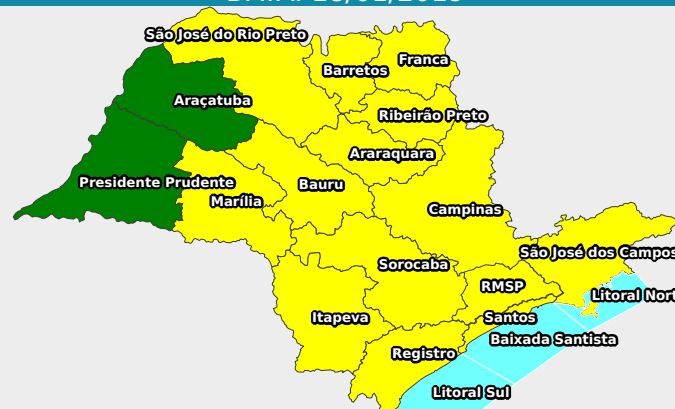 São José do Rio Preto
Franca
Barretos
Araçatuba
Ribeirão Preto
Araraquara
Presidente Prudente
Bauru
Marília
Campinas
São José dos Campos
Sorocaba
RMSP
Litoral Nort
Itapeva
Santos
Baixada Santista
Registro
Litoral Sul